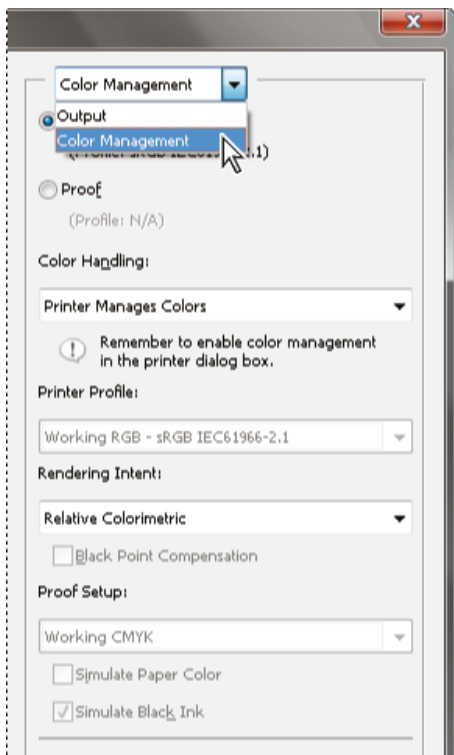 Color Management
Output
Color Management
.1)
Proof
(Profile: N/A)
Color Handling:
Printer Manages Colors
Remember to enable color management
in the printer dialog box.
Printer Profile:
Working RGB - sRGB IEC61966-2.1
Rendering Intent:
Relative Colorimetric
Black Point Compensation
Proof Setup:
Working CMYK
Simulate Paper Color
Simulate Black Ink